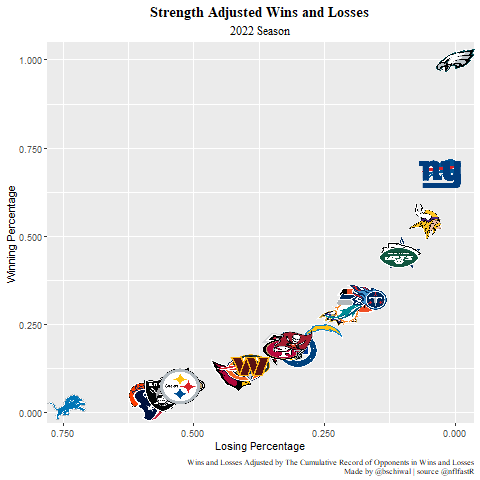 Strength Adjusted Wins and Losses
2022 Season
1.000
0.750
0.500
0.250
0.000
Winning Percentage
ny
JETS
T
W
0.750
0.500
0.250
0.000
Losing Percentage
Wins and Losses Adjusted by The Cumulative Record of Opponents in Wins and Losses
Made by @bschiwal | source @nflfastR